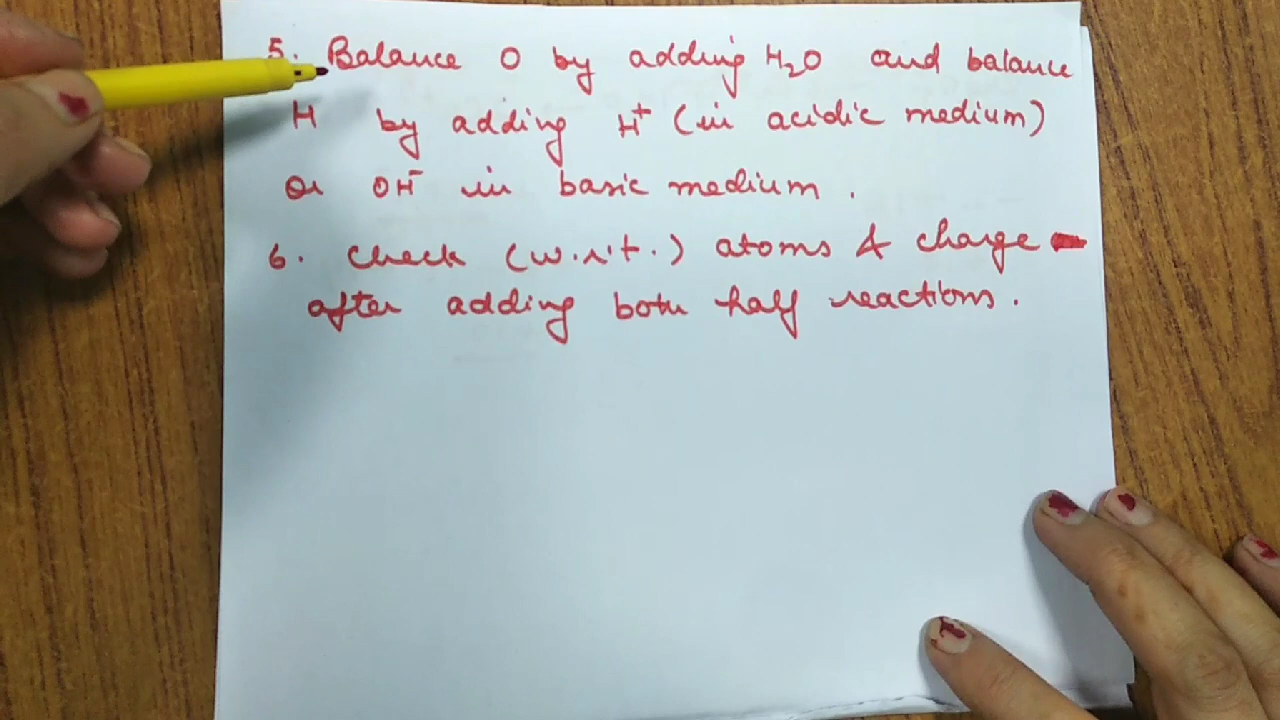 5. Balance O by adding H₂O and balance
H by adding H⁺ (in acidic medium)
or OH⁻ in basic medium.
6. Check (w.r.t.) atoms & charge
after adding both half reactions.